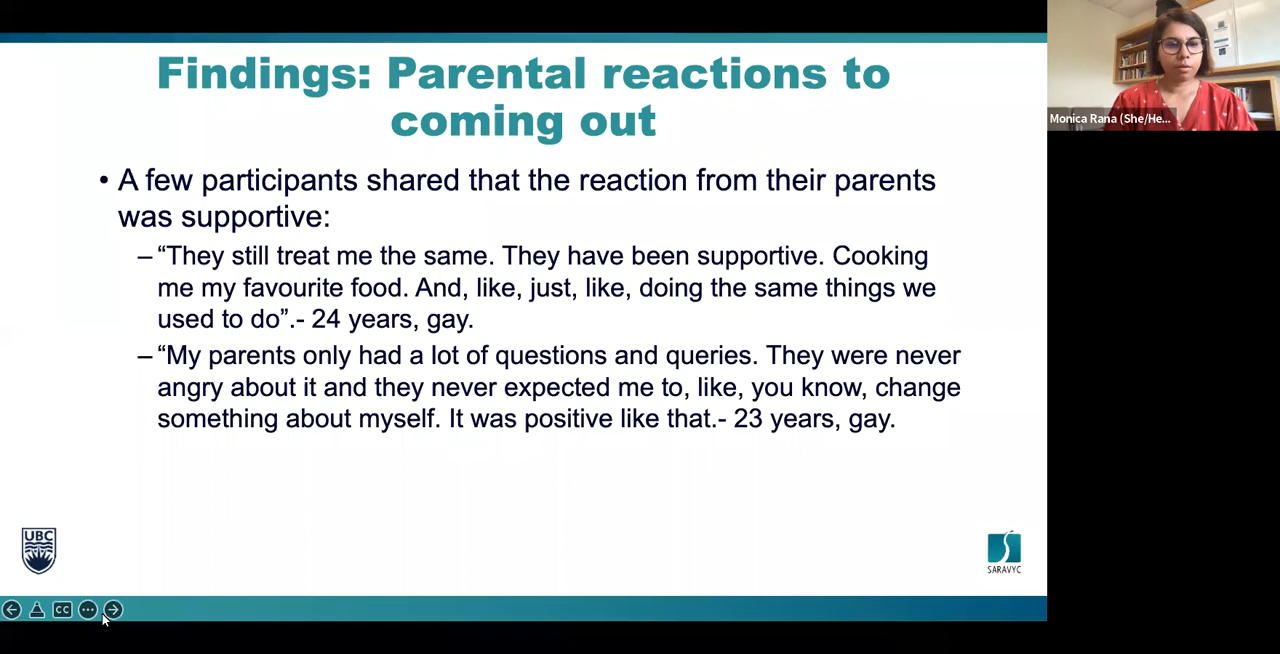 Findings: Parental reactions to
coming out
• A few participants shared that the reaction from their parents
was supportive:
– “They still treat me the same. They have been supportive. Cooking
me my favourite food. And, like, just, like, doing the same things we
used to do”.- 24 years, gay.
– “My parents only had a lot of questions and queries. They were never
angry about it and they never expected me to, like, you know, change
something about myself. It was positive like that.- 23 years, gay.
UBC
SARAVYC
CC
Monica Rana (She/He...